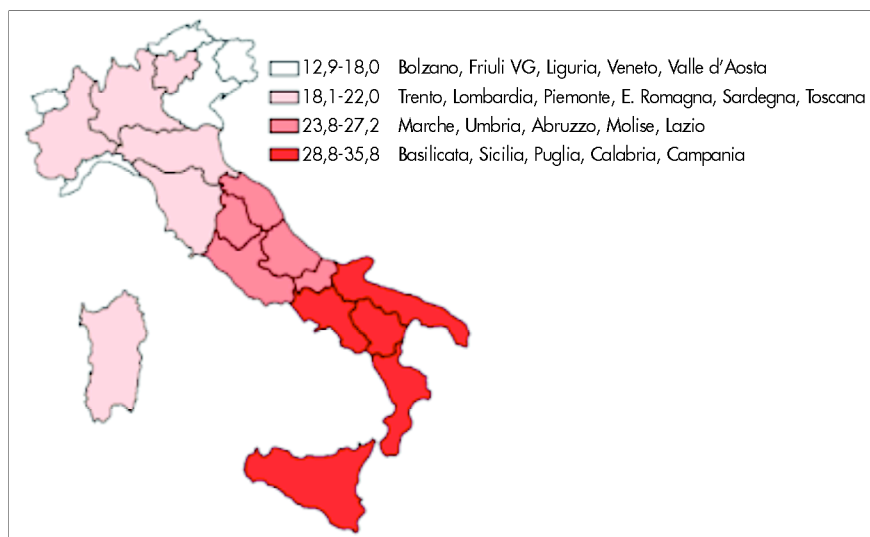 12,9-18,0 Bolzano, Friuli VG, Liguria, Veneto, Valle d'Aosta
18,1-22,0 Trento, Lombardia, Piemonte, E. Romagna, Sardegna, Toscana
23,8-27,2 Marche, Umbria, Abruzzo, Molise, Lazio
28,8-35,8 Basilicata, Sicilia, Puglia, Calabria, Campania